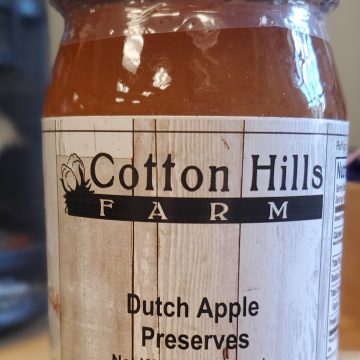 Cotton Hills
FARM
Dutch Apple
Preserves